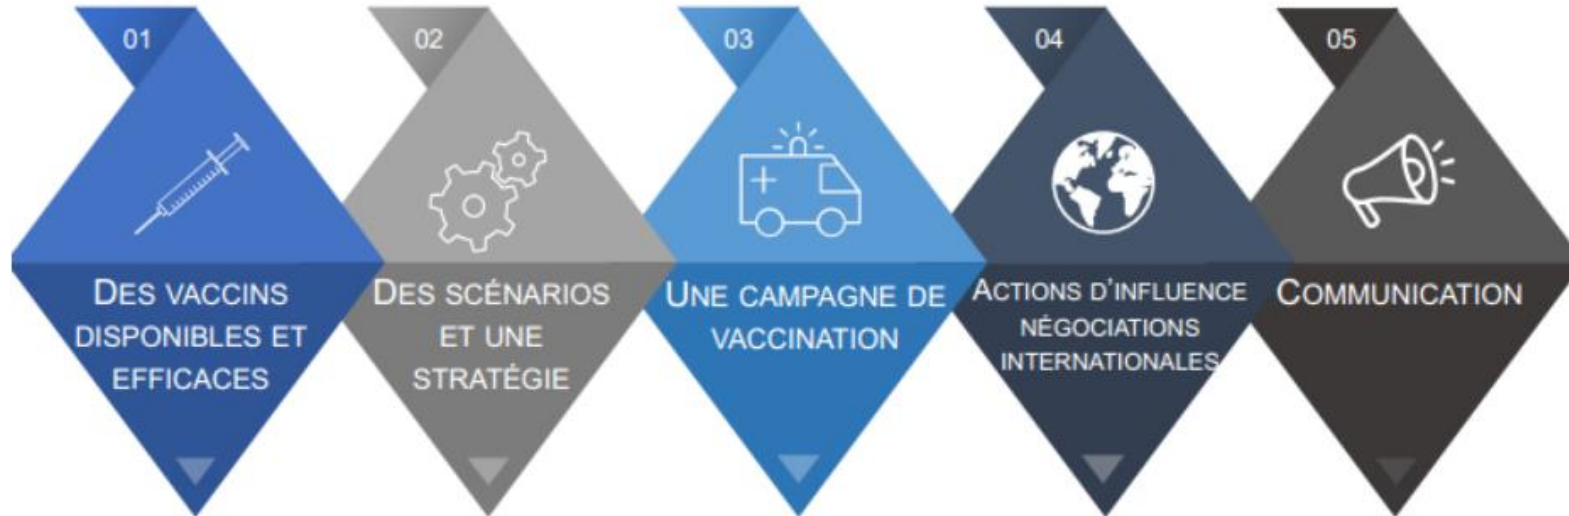 01
DES VACCINS
DISPONIBLES ET
EFFICACES
02
DES SCÉNARIOS
ET UNE
STRATÉGIE
03
UNE CAMPAGNE DE
VACCINATION
04
ACTIONS D'INFLUENCE
NÉGOCIATIONS
INTERNATIONALES
05
COMMUNICATION